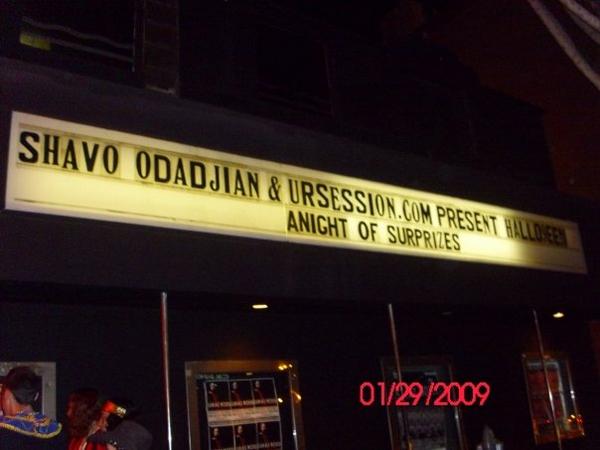 SHAVO ODADJIAN & URSESSION.COM PRESENT HALLOWEEN
ANIGHT OF SURPRIZES
01/29/2009